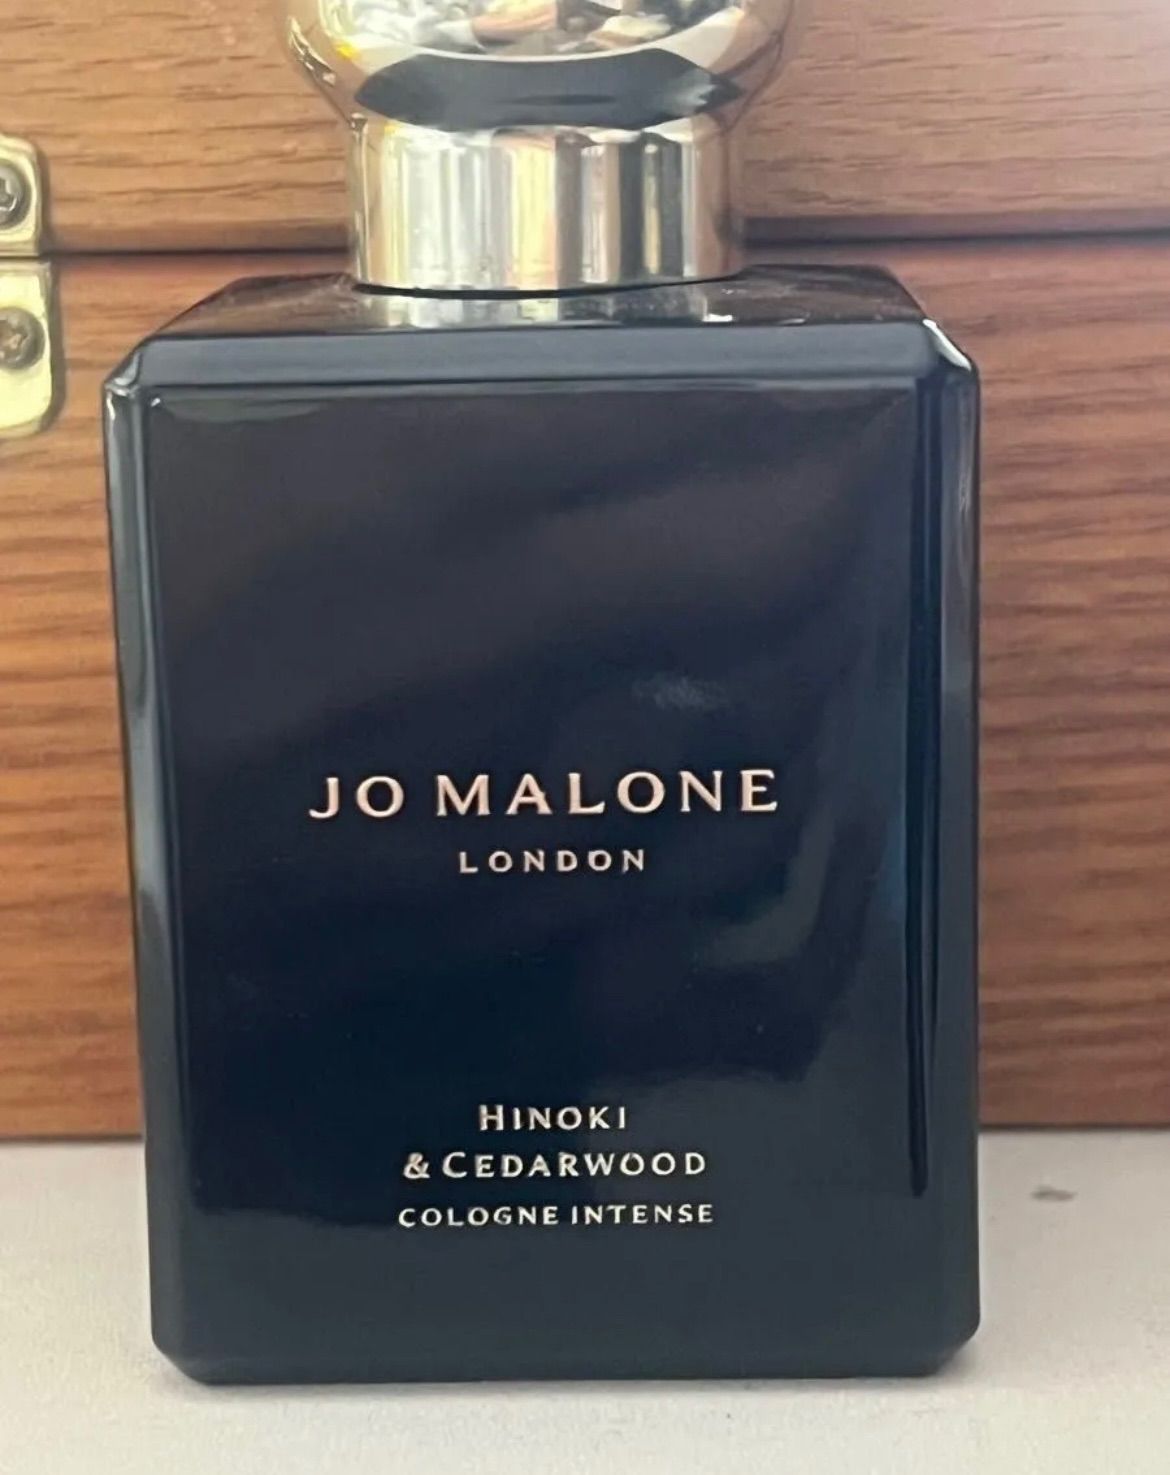 JO MALONE
LONDON
HINOKI
& CEDARWOOD
COLOGNE INTENSE